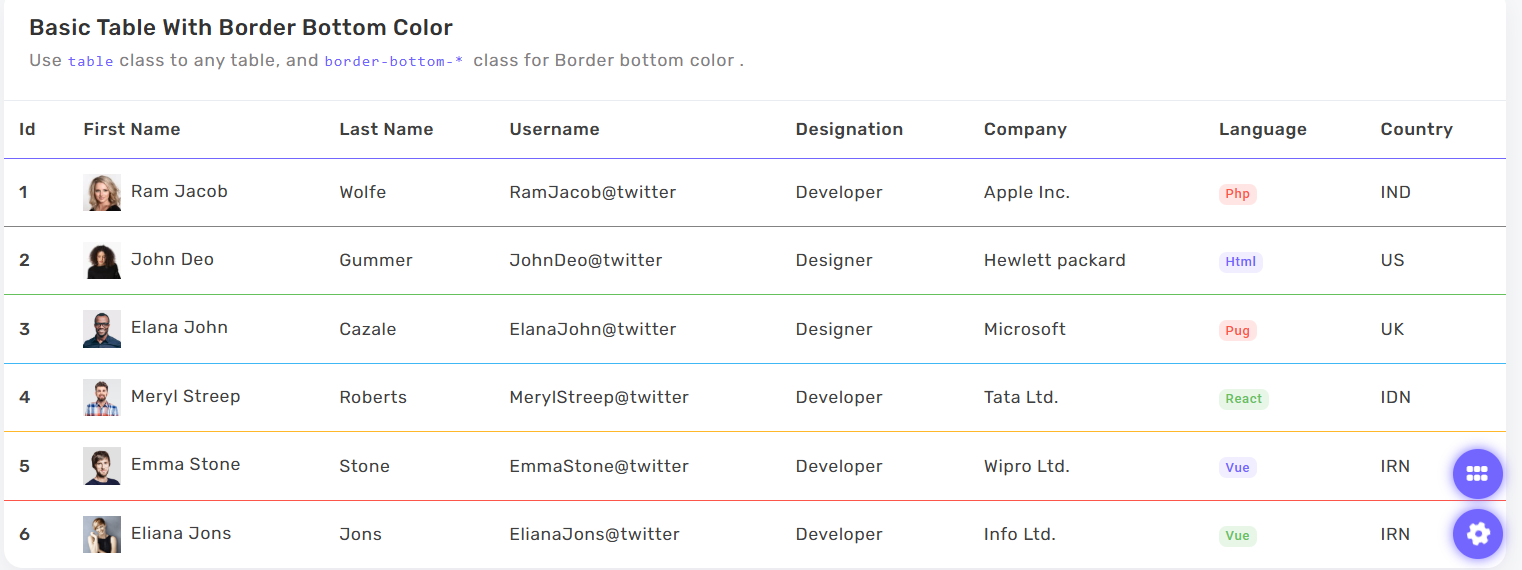 Basic Table With Border Bottom Color
Use table class to any table, and border-bottom-* class for Border bottom color .
Id First Name Last Name Username Designation Company Language Country
1 Ram Jacob Wolfe RamJacob@twitter Developer Apple Inc. Php IND
2 John Deo Gummer JohnDeo@twitter Designer Hewlett packard Html US
3 Elana John Cazale ElanaJohn@twitter Designer Microsoft Pug UK
4 Meryl Streep Roberts MerylStreep@twitter Developer Tata Ltd. React IDN
5 Emma Stone Stone EmmaStone@twitter Developer Wipro Ltd. Vue IRN
6 Eliana Jons Jons ElianaJons@twitter Developer Info Ltd. Vue IRN